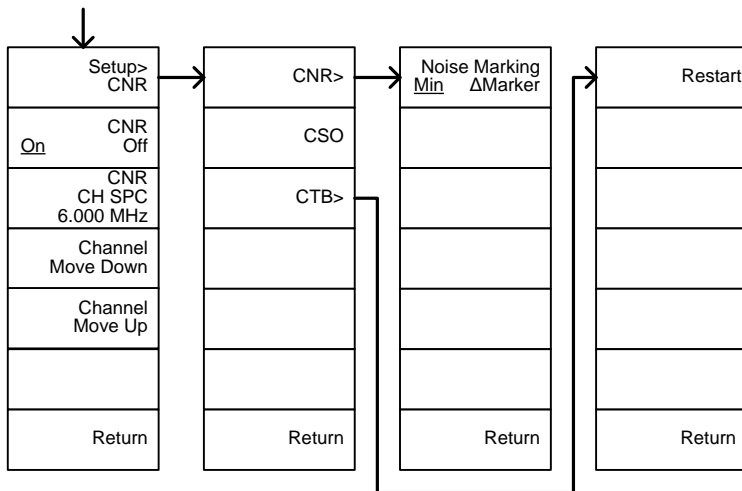 Setup>
CNR
CNR
On Off
CNR
CH SPC
6.000 MHz
Channel
Move Down
Channel
Move Up
Return
CNR>
CSO
CTB>
Return
Noise Marking
Min ΔMarker
Return
Restart
Return